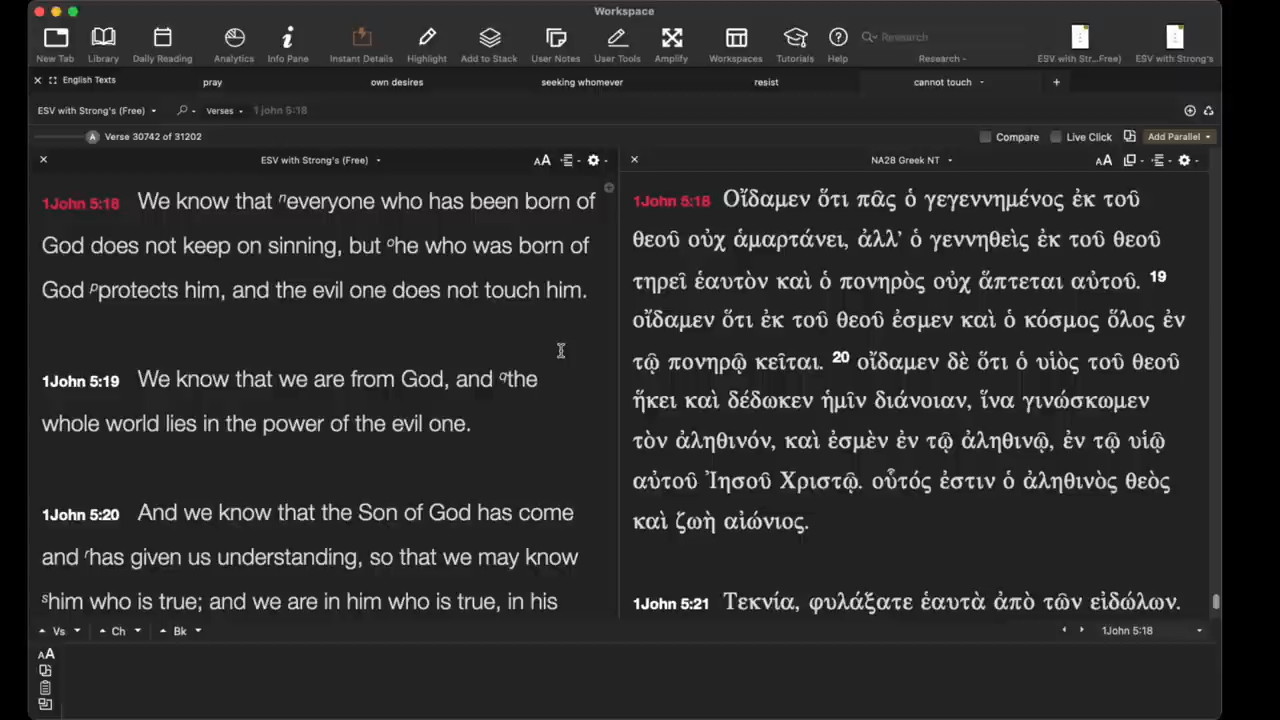 Workspace
New Tab Library Daily Reading Analytics Info Pane Instant Details Highlight Add to Stack User Notes User Tools Amplify Workspaces Tutorials Help Research - ESV with Str...Free) ESV with Strong's
Research
English Texts pray own desires seeking whomever resist cannot touch +
ESV with Strong's (Free) Verses 1 john 5:18
A Verse 30742 of 31202 Compare Live Click Add Parallel
ESV with Strong's (Free) AA
1John 5:18 We know that n everyone who has been born of
God does not keep on sinning, but o he who was born of
God p protects him, and the evil one does not touch him.
1John 5:19 We know that we are from God, and q the
whole world lies in the power of the evil one.
1John 5:20 And we know that the Son of God has come
and r has given us understanding, so that we may know
s him who is true; and we are in him who is true, in his
NA28 Greek NT AA
1John 5:18 Οἴδαμεν ὅτι πᾶς ὁ γεγεννημένος ἐκ τοῦ
θεοῦ οὐχ ἁμαρτάνει, ἀλλ’ ὁ γεννηθεὶς ἐκ τοῦ θεοῦ
τηρεῖ ἑαυτὸν καὶ ὁ πονηρὸς οὐχ ἅπτεται αὐτοῦ. 19
οἴδαμεν ὅτι ἐκ τοῦ θεοῦ ἐσμεν καὶ ὁ κόσμος ὅλος ἐν
τῷ πονηρῷ κεῖται. 20 οἴδαμεν δὲ ὅτι ὁ υἱὸς τοῦ θεοῦ
ἥκει καὶ δέδωκεν ἡμῖν διάνοιαν, ἵνα γινώσκωμεν
τὸν ἀληθινόν, καὶ ἐσμὲν ἐν τῷ ἀληθινῷ, ἐν τῷ υἱῷ
αὐτοῦ Ἰησοῦ Χριστῷ. οὗτός ἐστιν ὁ ἀληθινὸς θεὸς
καὶ ζωὴ αἰώνιος.
1John 5:21 Τεκνία, φυλάξατε ἑαυτὰ ἀπὸ τῶν εἰδώλων.
Vs Ch Bk 1John 5:18
AA